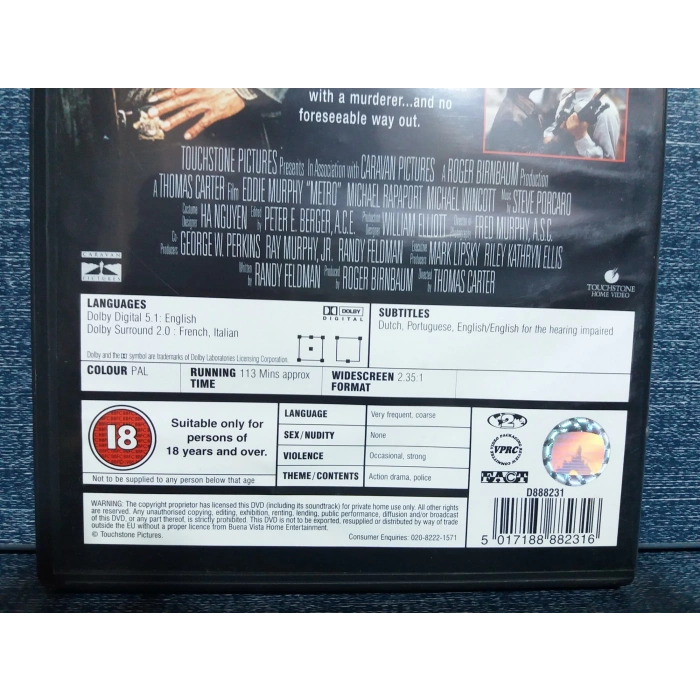 with a murderer...and no
foreseeable way out.
TOUCHSTONE PICTURES Presents In Association with CARAVAN PICTURES A ROGER BIRNBAUM Production
A THOMAS CARTER Film EDDIE MURPHY "METRO" MICHAEL RAPAPORT MICHAEL WINCOTT Music by STEVE PORCARO
Costume Designer HA NGUYEN Edited by PETER E. BERGER, A.C.E. Production Designer WILLIAM ELLIOTT Director of Photography FRED MURPHY, A.S.C.
Co Producers GEORGE W. PERKINS RAY MURPHY, JR. RANDY FELDMAN Executive Producers MARK LIPSKY RILEY KATHRYN ELLIS
Written by RANDY FELDMAN Produced by ROGER BIRNBAUM Directed by THOMAS CARTER
CARAVAN
PICTURES
TOUCHSTONE
HOME VIDEO
LANGUAGES
Dolby Digital 5.1: English
Dolby Surround 2.0 : French, Italian
DOLBY
DIGITAL
Dolby and the symbol are trademarks of Dolby Laboratories Licensing Corporation.
SUBTITLES
Dutch, Portuguese, English/English for the hearing impaired
COLOUR PAL
RUNNING TIME 113 Mins approx
WIDESCREEN FORMAT 2.35:1
18
Suitable only for
persons of
18 years and over.
Not to be supplied to any person below that age
LANGUAGE Very frequent, coarse
SEX/NUDITY None
VIOLENCE Occasional, strong
THEME/CONTENTS Action drama, police
VPRC
FACT
D888231
5 017188 882316
WARNING: The copyright proprietor has licensed this DVD (including its soundtrack) for private home use only. All other rights
are reserved. Any unauthorised copying, editing, exhibition, renting, lending, public performance, diffusion and/or broadcast
of this DVD, or any part thereof, is strictly prohibited. This DVD is not to be exported, resupplied or distributed by way of trade
outside the EU without a proper licence from Buena Vista Home Entertainment.
© Touchstone Pictures.
Consumer Enquiries: 020-8222-1571